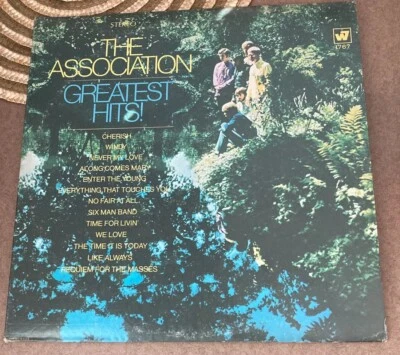 STEREO
W7
1767
THE
ASSOCIATION
GREATEST
HITS!
CHERISH
WINDY
NEVER MY LOVE
ALONG COMES MARY
ENTER THE YOUNG
EVERYTHING THAT TOUCHES YOU
NO FAIR AT ALL
SIX MAN BAND
TIME FOR LIVIN'
WE LOVE
THE TIME IT IS TODAY
LIKE ALWAYS
REQUIEM FOR THE MASSES